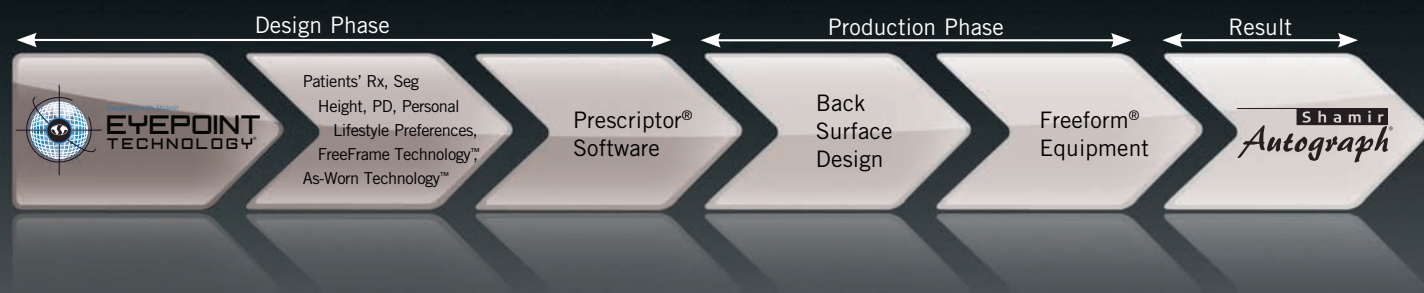 Design Phase
Production Phase
Result
EYEPOINT
TECHNOLOGY®
Patients' Rx, Seg
Height, PD, Personal
Lifestyle Preferences,
FreeFrame Technology™,
As-Worn Technology™
Prescriptor®
Software
Back
Surface
Design
Freeform®
Equipment
Shamir
Autograph®